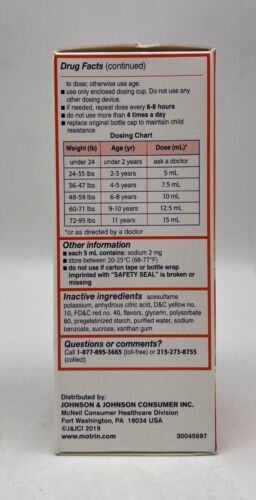 Drug Facts (continued)
to dose; otherwise use age.
■ use only enclosed dosing cup. Do not use any
other dosing device.
■ if needed, repeat dose every 6-8 hours
■ do not use more than 4 times a day
■ replace original bottle cap to maintain child
resistance
Dosing Chart
Weight (lb) Age (yr) Dose (mL)*
under 24 under 2 years ask a doctor
24-35 lbs 2-3 years 5 mL
36-47 lbs 4-5 years 7.5 mL
48-59 lbs 6-8 years 10 mL
60-71 lbs 9-10 years 12.5 mL
72-95 lbs 11 years 15 mL
*or as directed by a doctor
Other information
■ each 5 mL contains: sodium 2 mg
■ store between 20-25°C (68-77°F)
■ do not use if carton tape or bottle wrap
imprinted with "SAFETY SEAL" is broken or
missing
Inactive ingredients acesulfame
potassium, anhydrous citric acid, D&C yellow no.
10, FD&C red no. 40, flavors, glycerin, polysorbate
80, pregelatinized starch, purified water, sodium
benzoate, sucrose, xanthan gum
Questions or comments?
Call 1-877-895-3665 (toll-free) or 215-273-8755
(collect)
Distributed by:
JOHNSON & JOHNSON CONSUMER INC.
McNeil Consumer Healthcare Division
Fort Washington, PA 19034 USA
©J&JCI 2019
www.motrin.com 30045697